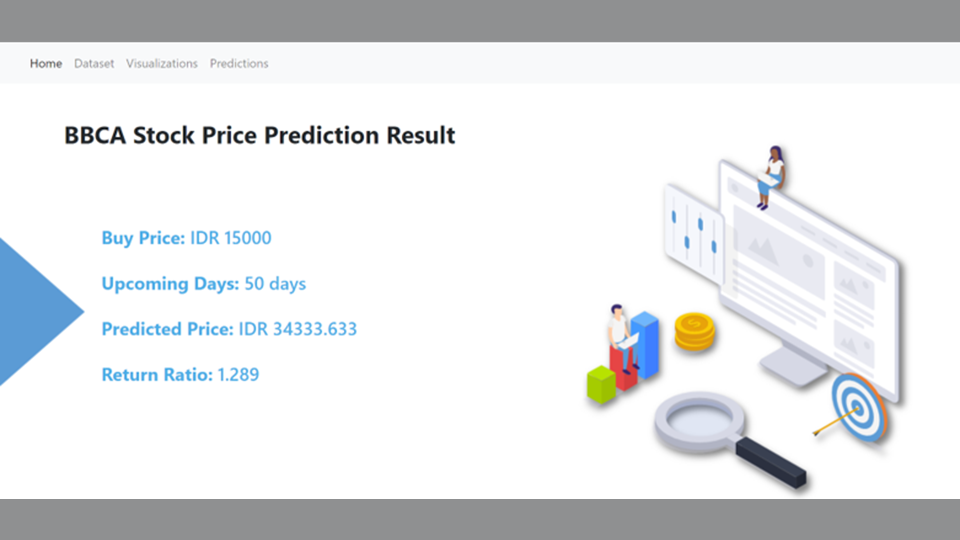 Home Dataset Visualizations Predictions
BBCA Stock Price Prediction Result
Buy Price: IDR 15000
Upcoming Days: 50 days
Predicted Price: IDR 34333.633
Return Ratio: 1.289